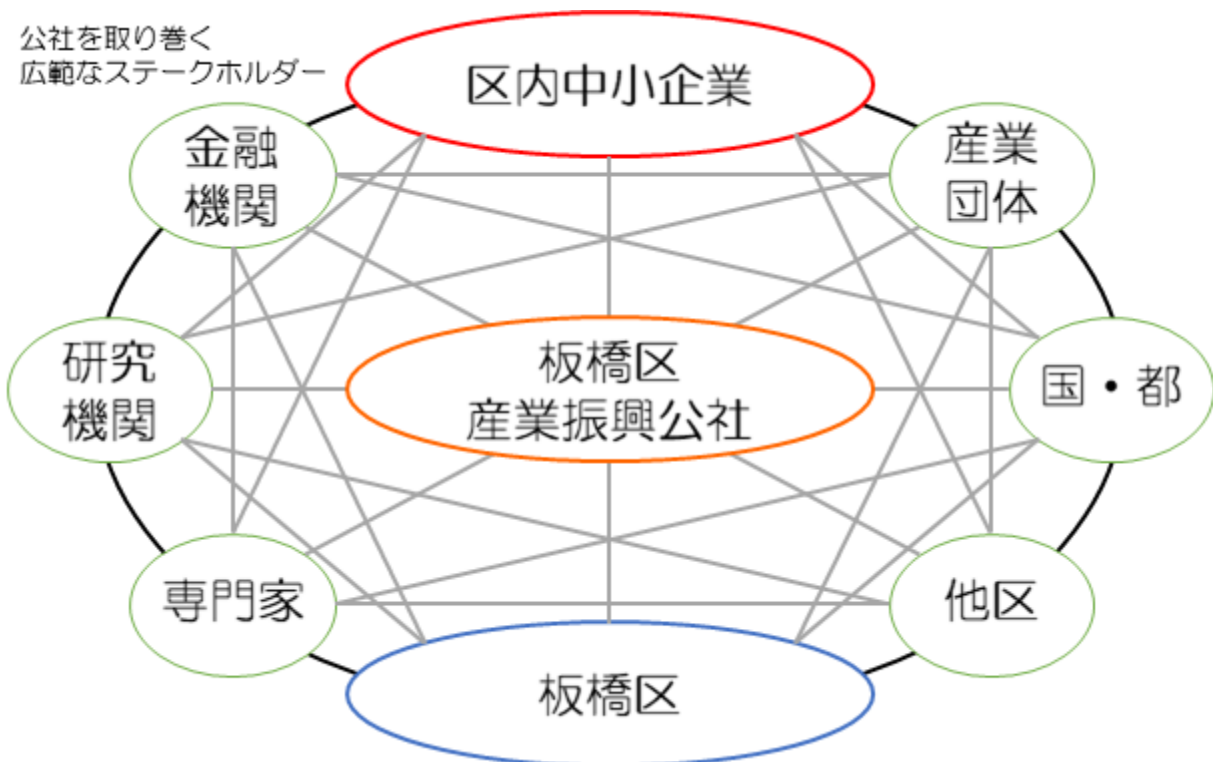 公社を取り巻く
広範なステークホルダー
区内中小企業
金融
機関
産業
団体
研究
機関
板橋区
産業振興公社
国・都
専門家
他区
板橋区